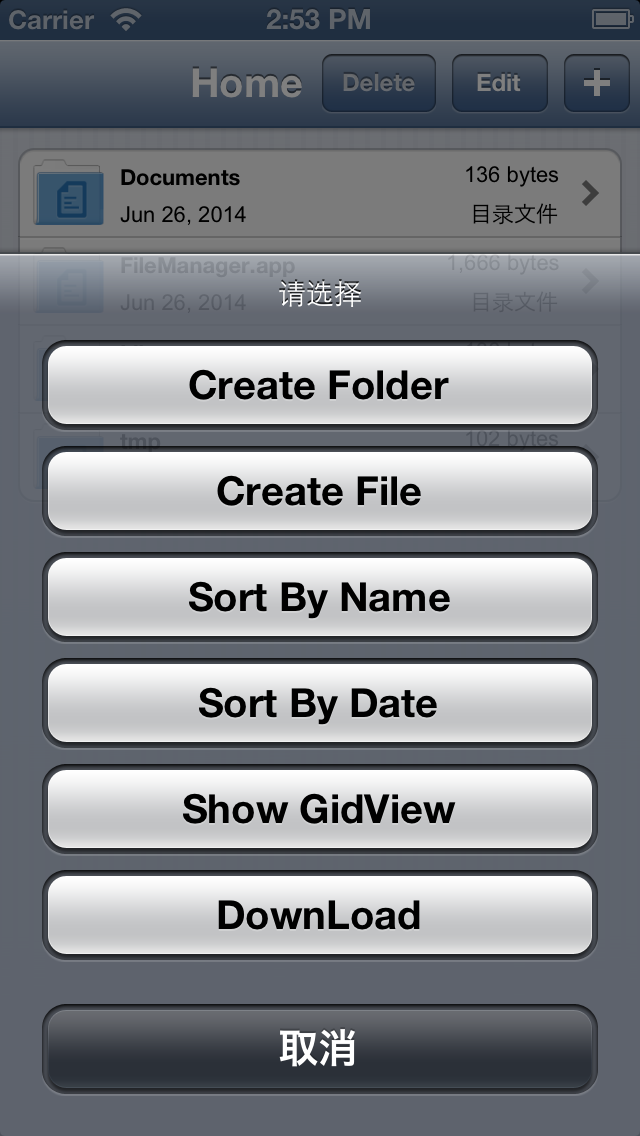 Carrier 2:53 PM
Home Delete Edit +
Documents 136 bytes
Jun 26, 2014 目录文件
FileManager.app 1,666 bytes
请选择
Jun 26, 2014 目录文件
Create Folder
tmp 102 bytes
Create File
Sort By Name
Sort By Date
Show GidView
DownLoad
取消